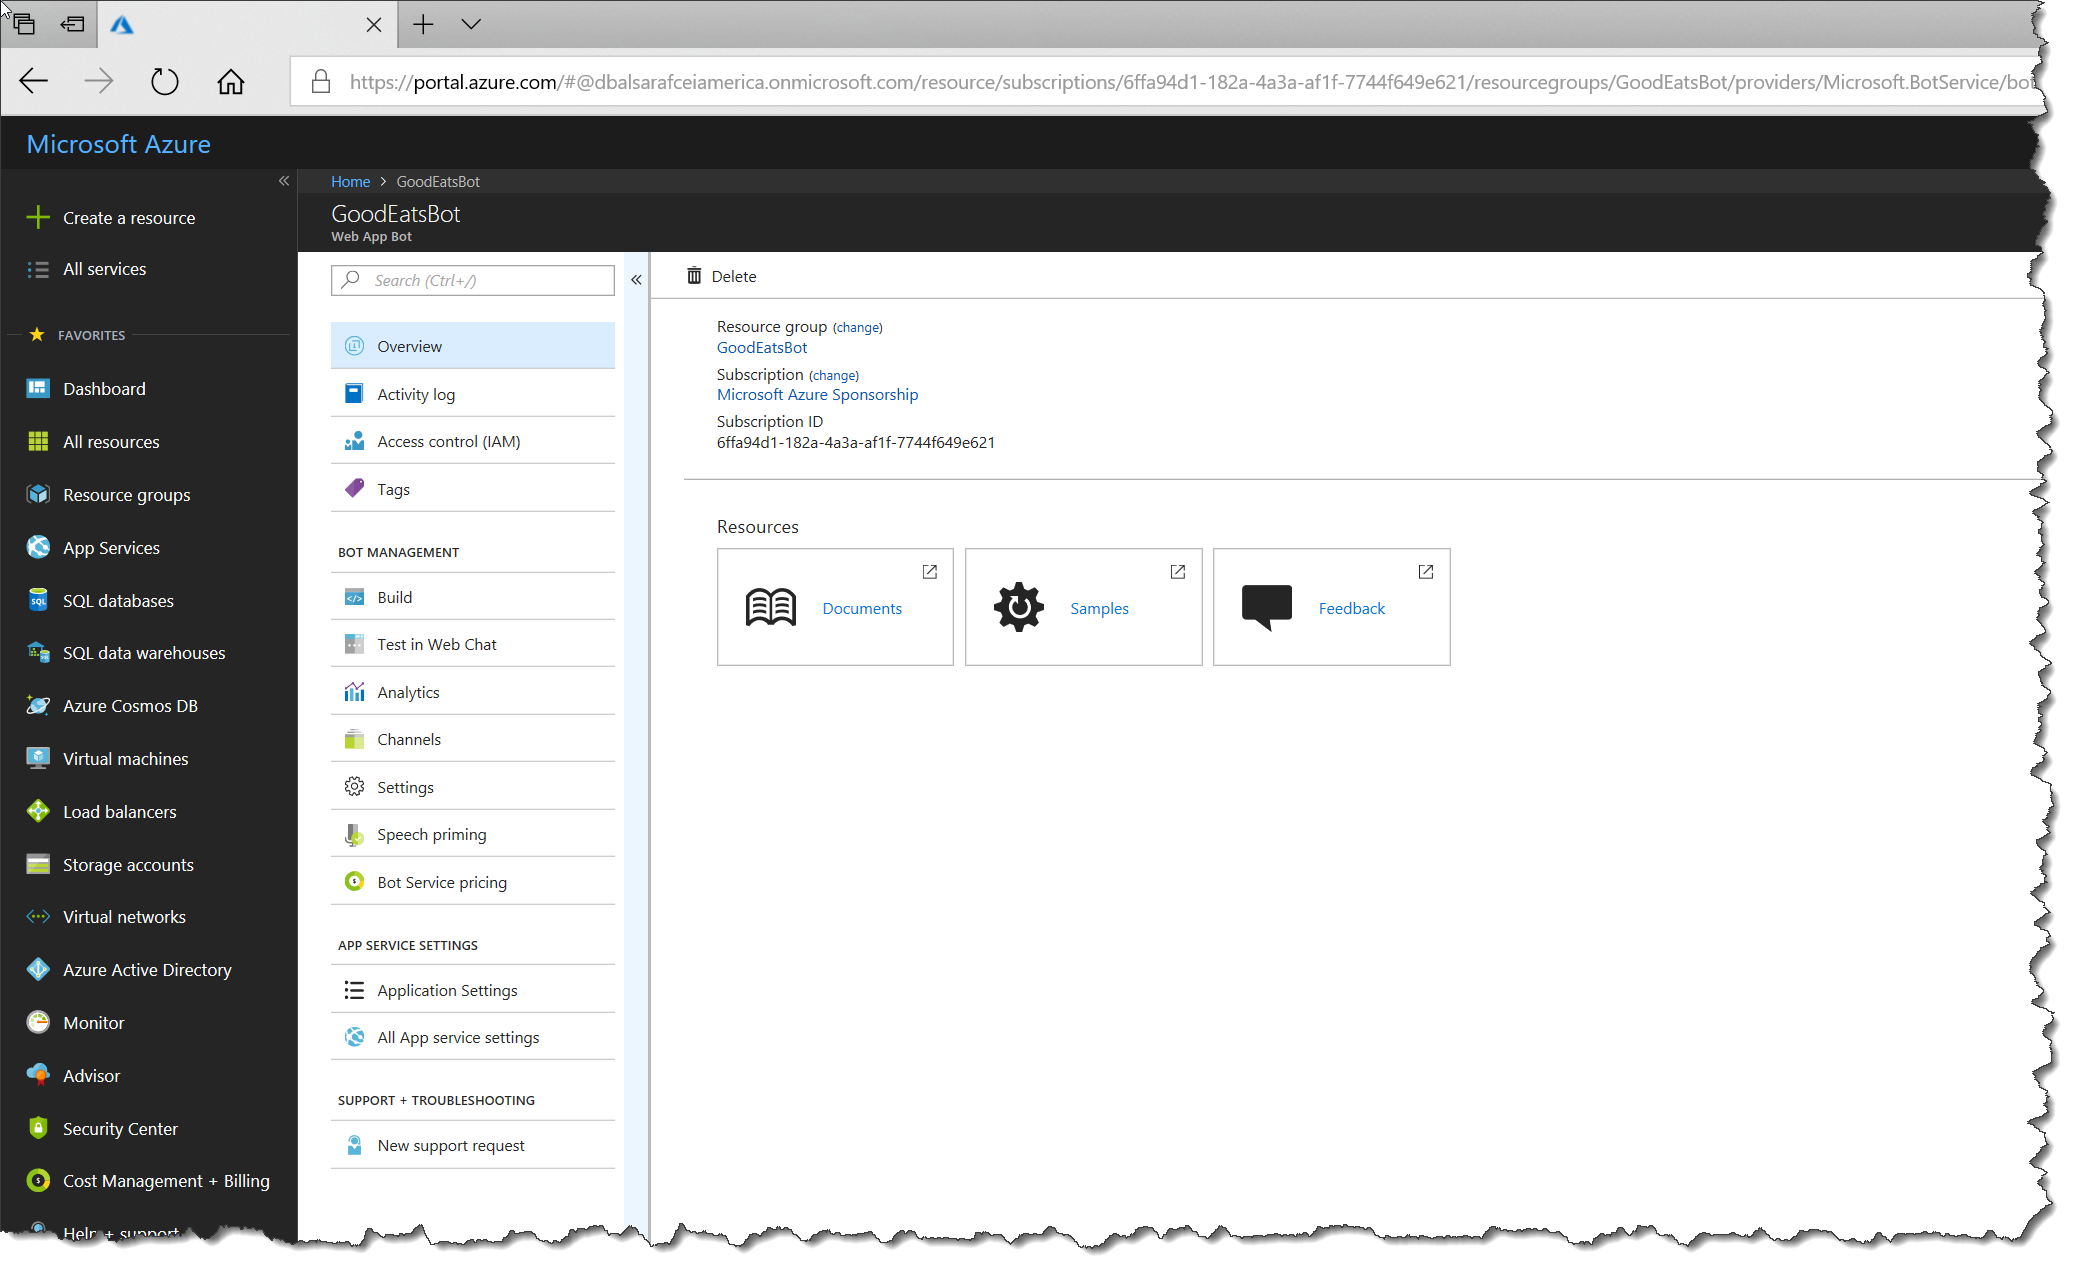 https://portal.azure.com/#@dbalsarafceiamerica.onmicrosoft.com/resource/subscriptions/6ffa94d1-182a-4a3a-af1f-7744f649e621/resourcegroups/GoodEatsBot/providers/Microsoft.BotService/bot
Microsoft Azure
Create a resource
All services
FAVORITES
Dashboard
All resources
Resource groups
App Services
SQL databases
SQL data warehouses
Azure Cosmos DB
Virtual machines
Load balancers
Storage accounts
Virtual networks
Azure Active Directory
Monitor
Advisor
Security Center
Cost Management + Billing
Help + support
Home > GoodEatsBot
GoodEatsBot
Web App Bot
Search (Ctrl+/)
Overview
Activity log
Access control (IAM)
Tags
BOT MANAGEMENT
Build
Test in Web Chat
Analytics
Channels
Settings
Speech priming
Bot Service pricing
APP SERVICE SETTINGS
Application Settings
All App service settings
SUPPORT + TROUBLESHOOTING
New support request
Delete
Resource group (change)
GoodEatsBot
Subscription (change)
Microsoft Azure Sponsorship
Subscription ID
6ffa94d1-182a-4a3a-af1f-7744f649e621
Resources
Documents
Samples
Feedback